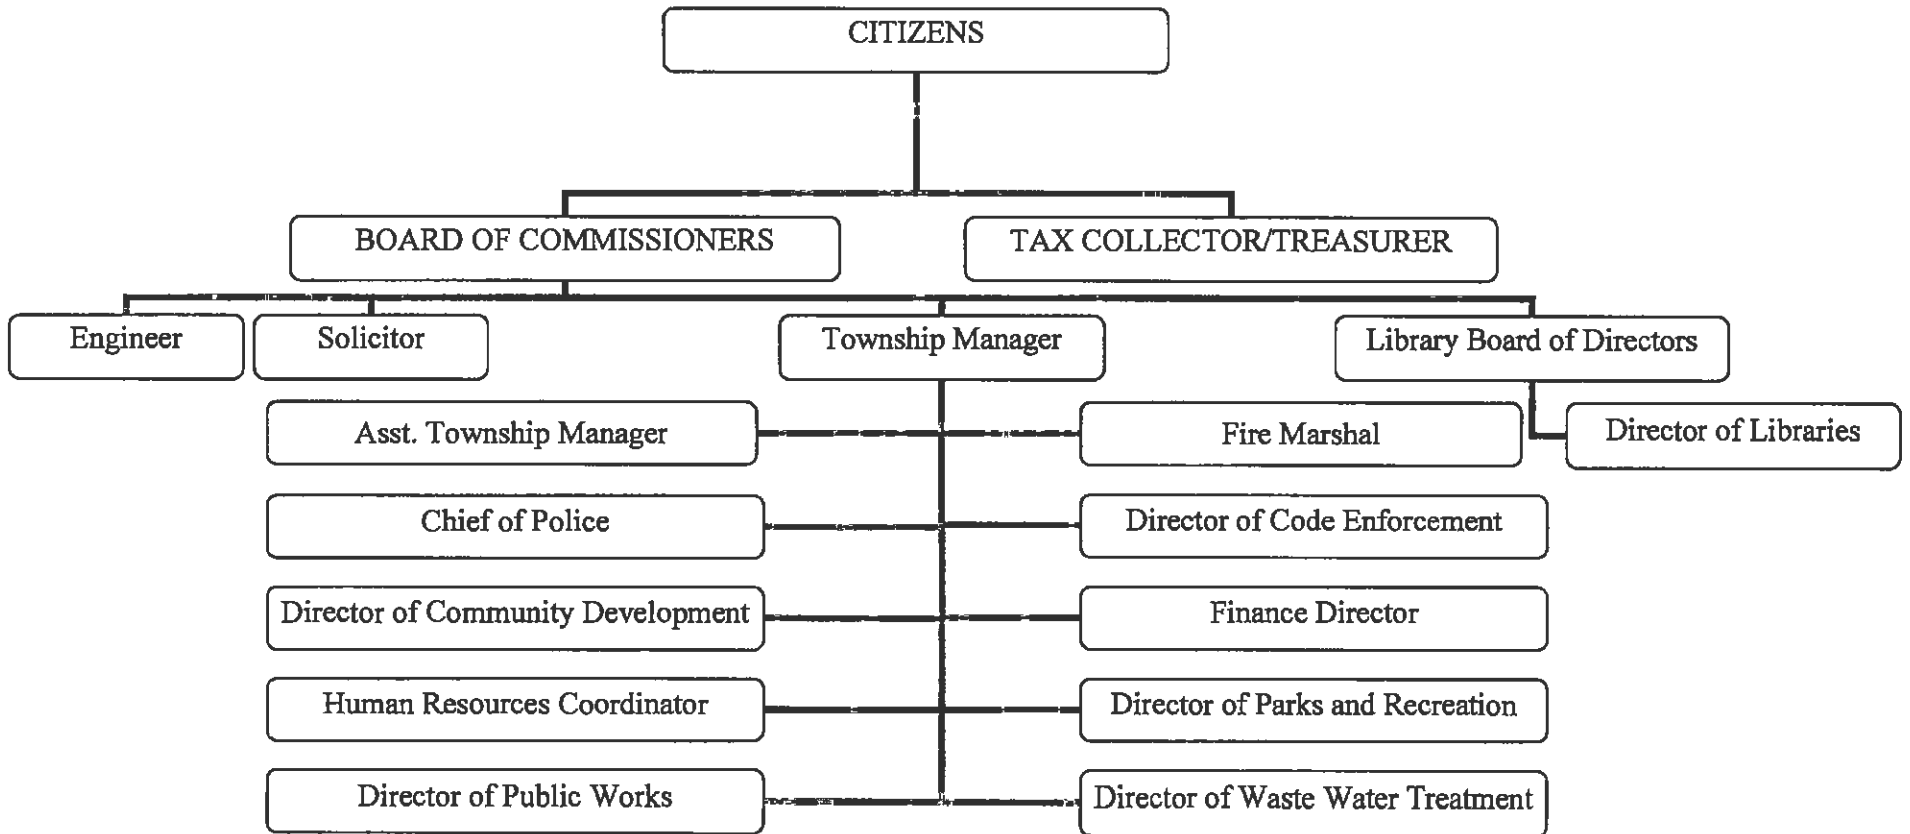 CITIZENS
BOARD OF COMMISSIONERS
TAX COLLECTOR/TREASURER
Engineer
Solicitor
Township Manager
Library Board of Directors
Asst. Township Manager
Fire Marshal
Director of Libraries
Chief of Police
Director of Code Enforcement
Director of Community Development
Finance Director
Human Resources Coordinator
Director of Parks and Recreation
Director of Public Works
Director of Waste Water Treatment